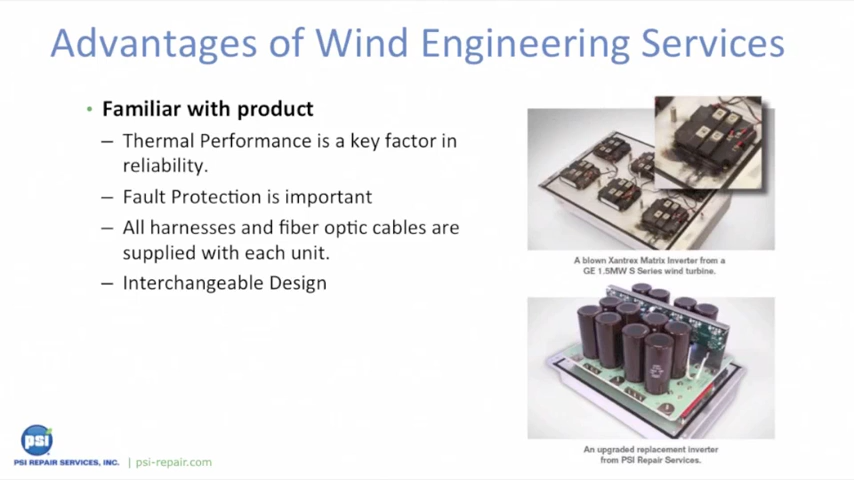 Advantages of Wind Engineering Services
• Familiar with product
– Thermal Performance is a key factor in
reliability.
– Fault Protection is important
– All harnesses and fiber optic cables are
supplied with each unit.
– Interchangeable Design
A blown Xantrex Matrix Inverter from a
GE 1.5MW S Series wind turbine.
An upgraded replacement inverter
from PSI Repair Services.
psi
PSI REPAIR SERVICES, INC. | psi-repair.com